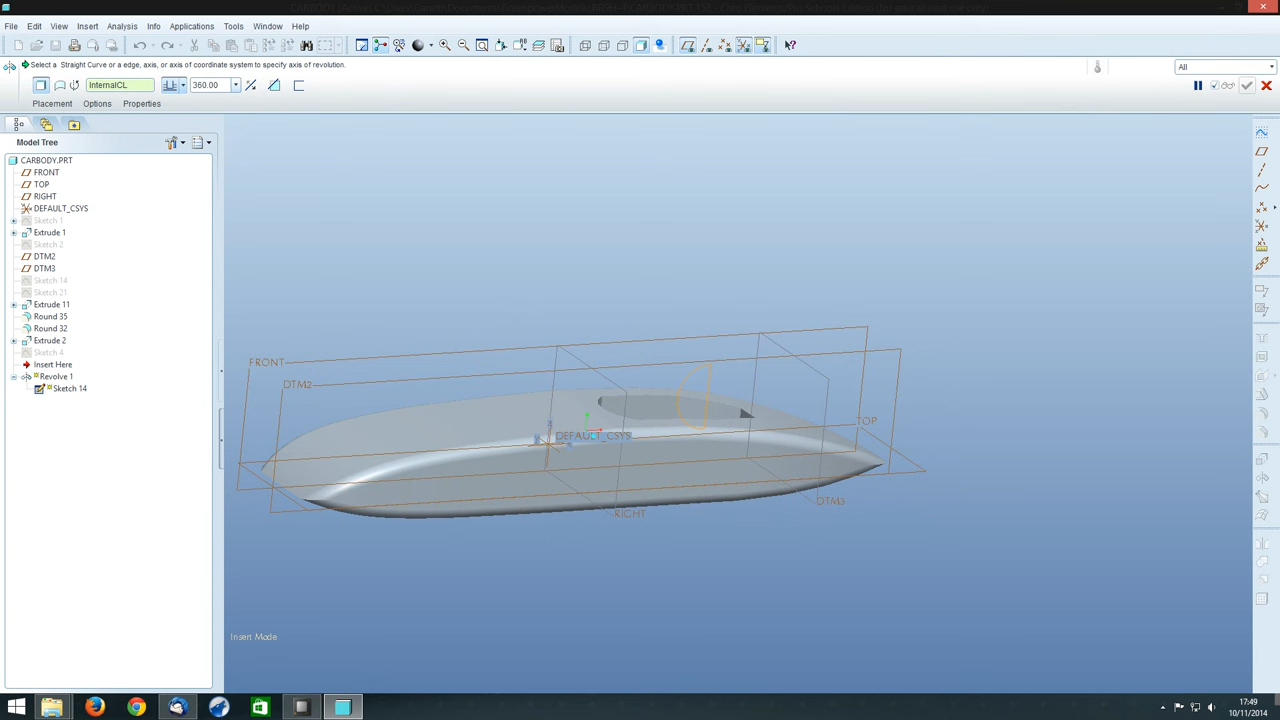 File Edit View Insert Analysis Info Applications Tools Window Help
Select a Straight Curve or a edge, axis, or axis of coordinate system to specify axis of revolution.
All
InternalCL 360.00
Placement Options Properties
Model Tree
CARBODY.PRT
FRONT
TOP
RIGHT
DEFAULT_CSYS
Sketch 1
Extrude 1
Sketch 2
DTM2
DTM3
Sketch 14
Sketch 21
Extrude 11
Round 35
Round 32
Extrude 2
Sketch 4
Insert Here
Revolve 1
Sketch 14
FRONT
DTM2
TOP
DEFAULT_CSYS
DTM3
RIGHT
Insert Mode
17:49
10/11/2014